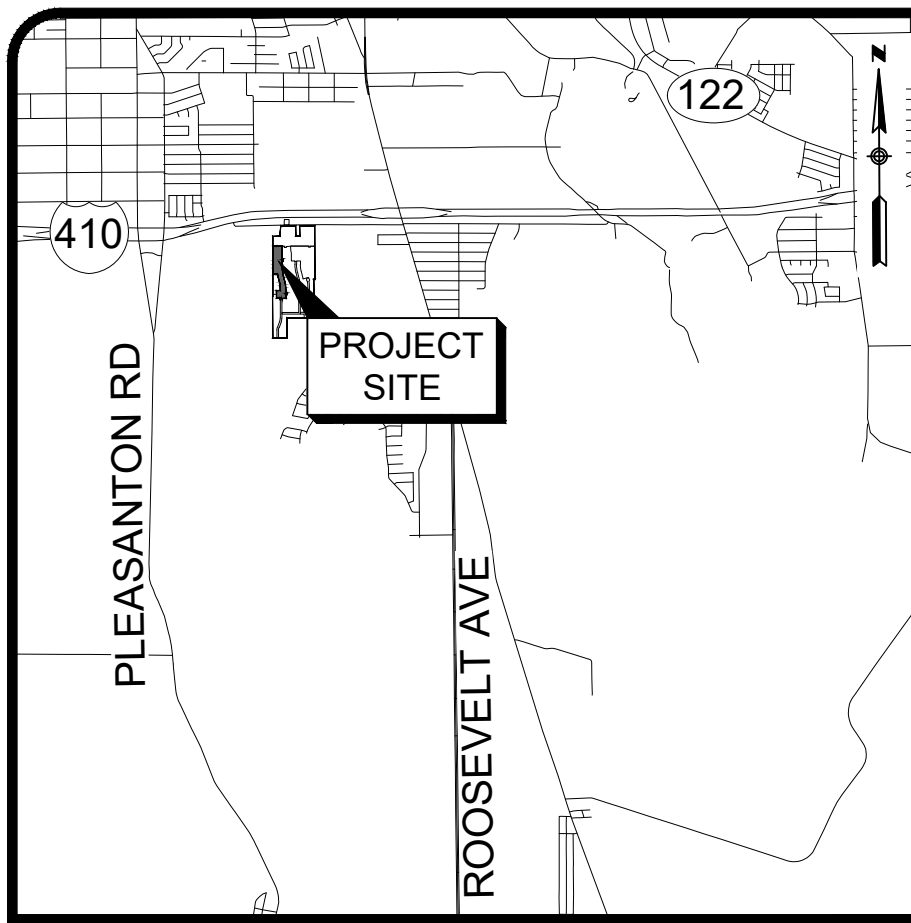 122
N
410
PROJECT
SITE
PLEASANTON RD
ROOSEVELT AVE